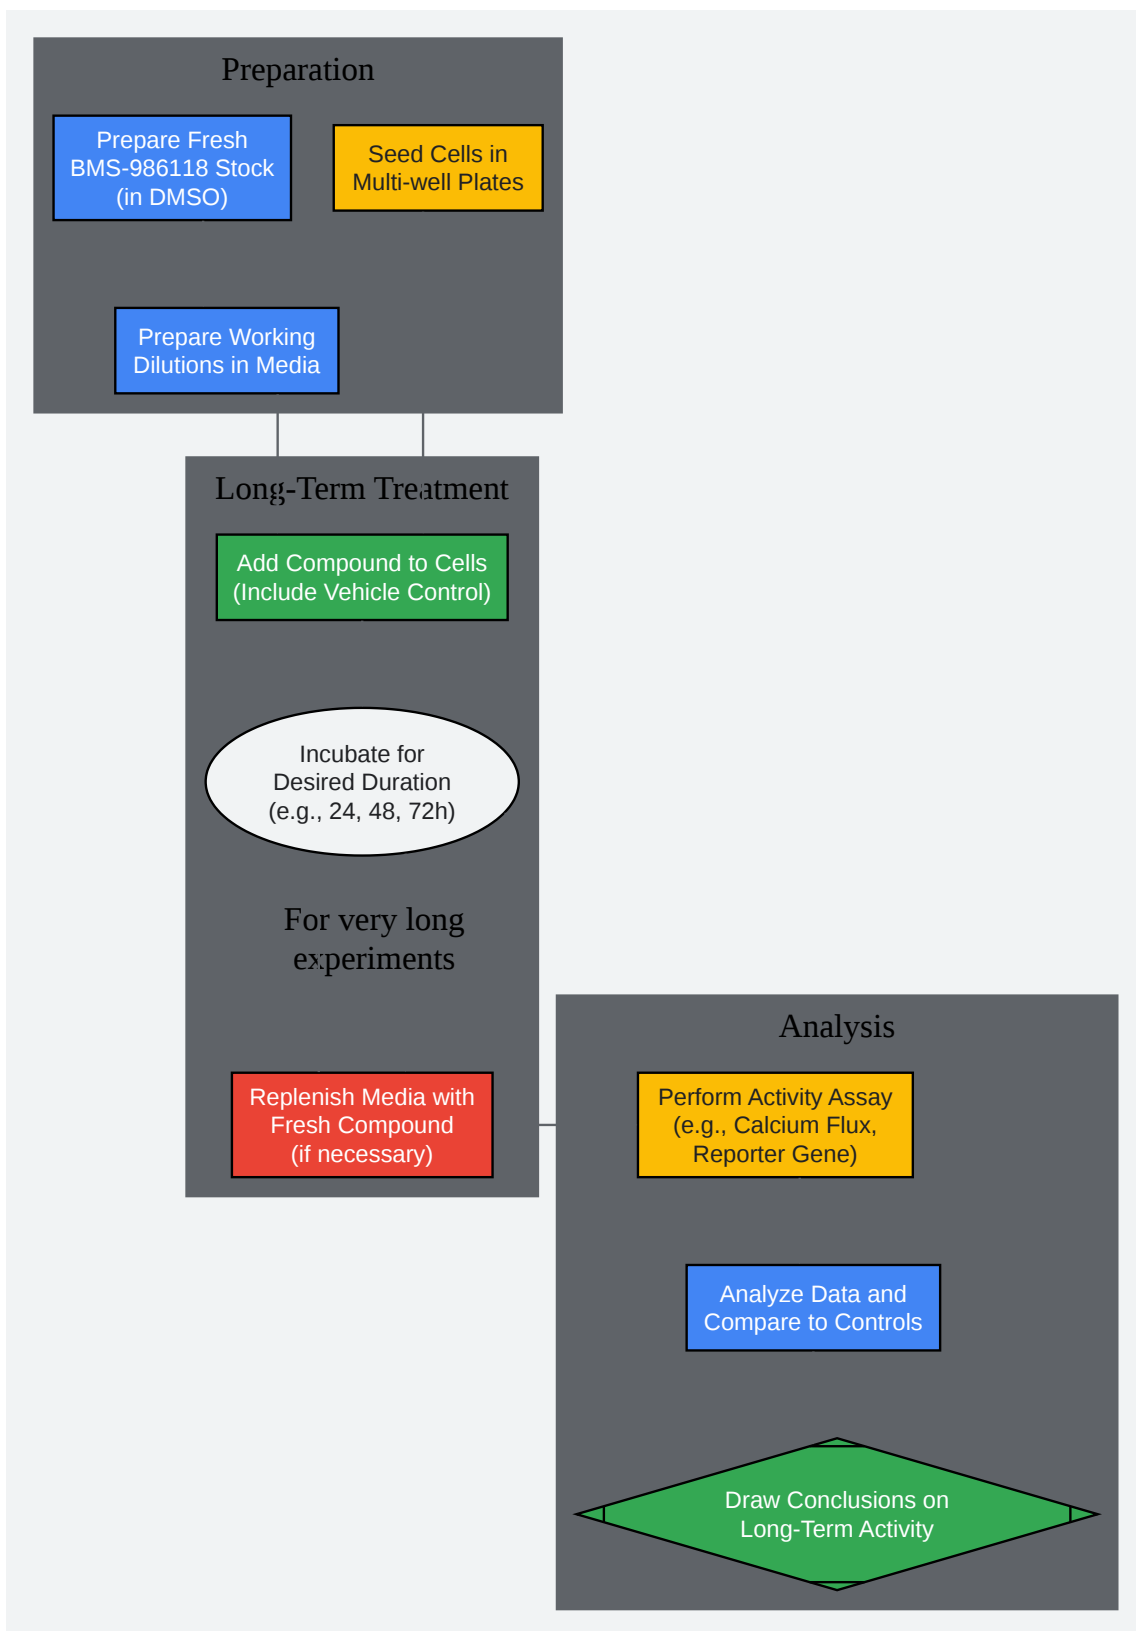 Preparation
Prepare Fresh
BMS-986118 Stock
(in DMSO)
Seed Cells in
Multi-well Plates
Prepare Working
Dilutions in Media
Long-Term Treatment
Add Compound to Cells
(Include Vehicle Control)
Incubate for
Desired Duration
(e.g., 24, 48, 72h)
For very long
experiments
Replenish Media with
Fresh Compound
(if necessary)
Analysis
Perform Activity Assay
(e.g., Calcium Flux,
Reporter Gene)
Analyze Data and
Compare to Controls
Draw Conclusions on
Long-Term Activity